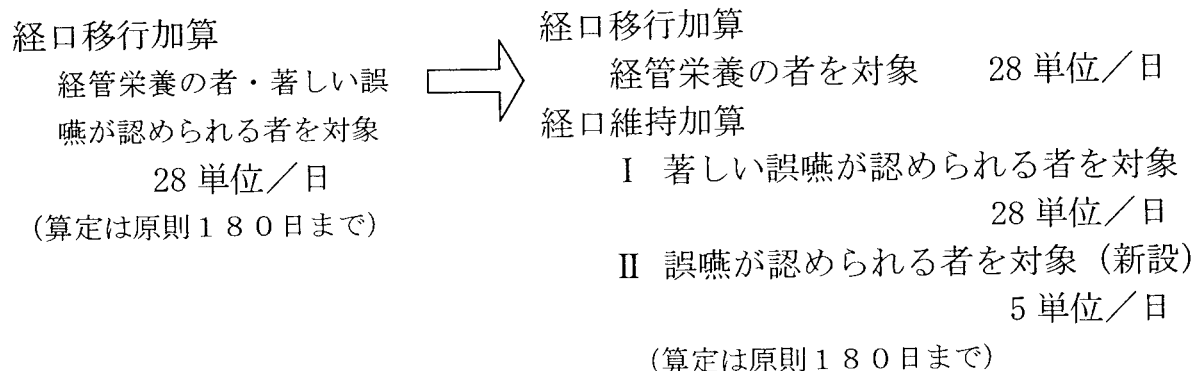 経口移行加算
経管栄養の者・著しい誤
嚥が認められる者を対象
28 単位／日
(算定は原則１８０日まで)
経口移行加算
経管栄養の者を対象 28 単位／日
経口維持加算
Ⅰ 著しい誤嚥が認められる者を対象
28 単位／日
Ⅱ 誤嚥が認められる者を対象（新設）
5 単位／日
(算定は原則１８０日まで)